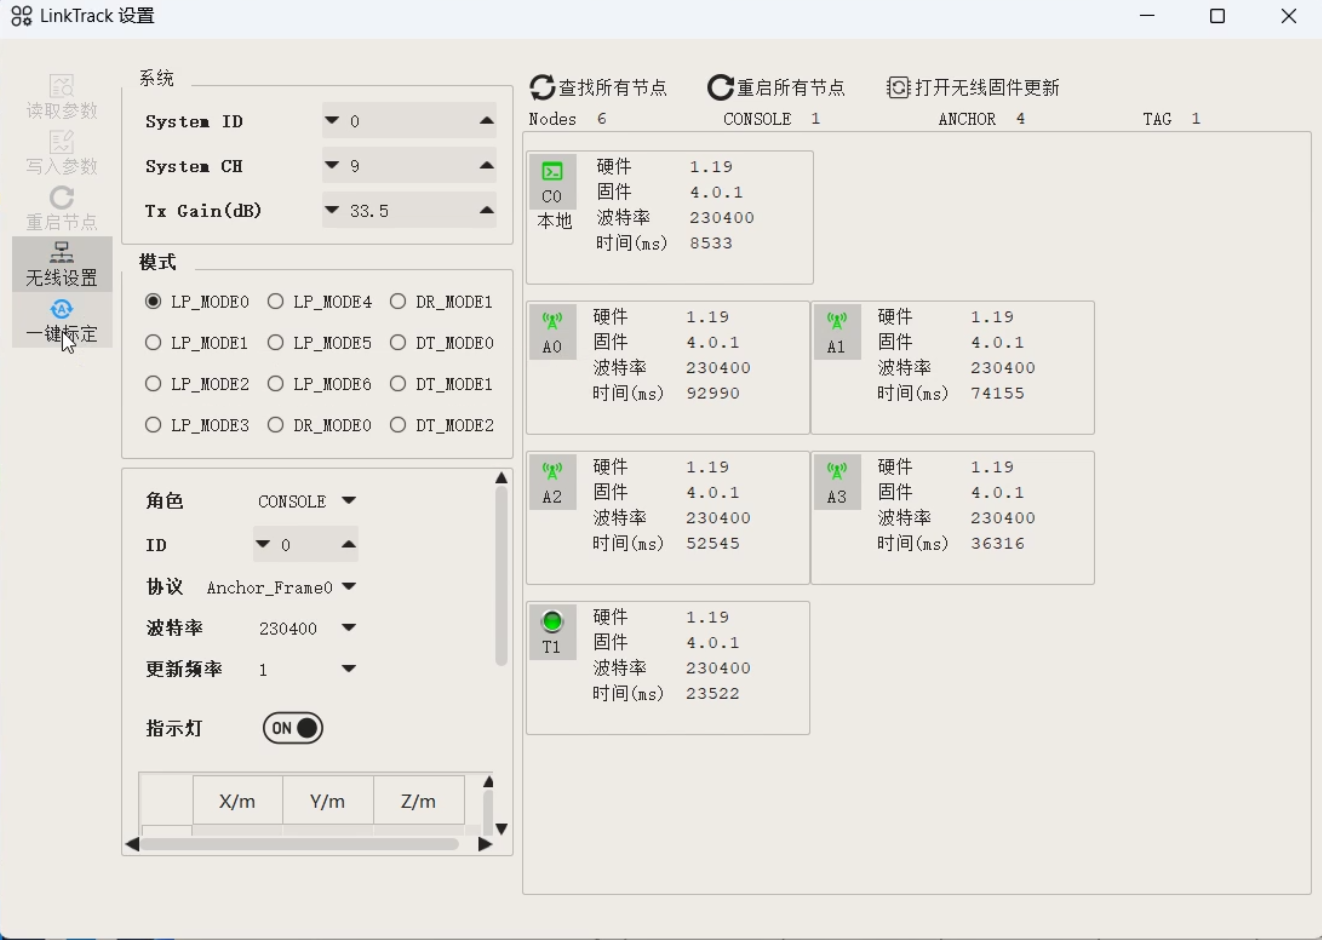 LinkTrack 设置
读取参数
写入参数
重启节点
无线设置
一键标定
系统
System ID 0
System CH 9
Tx Gain(dB) 33.5
模式
LP_MODE0 LP_MODE4 DR_MODE1
LP_MODE1 LP_MODE5 DT_MODE0
LP_MODE2 LP_MODE6 DT_MODE1
LP_MODE3 DR_MODE0 DT_MODE2
角色 CONSOLE
ID 0
协议 Anchor_Frame0
波特率 230400
更新频率 1
指示灯 ON
X/m Y/m Z/m
查找所有节点 重启所有节点 打开无线固件更新
Nodes 6 CONSOLE 1 ANCHOR 4 TAG 1
C0
本地
硬件 1.19
固件 4.0.1
波特率 230400
时间(ms) 8533
A0
硬件 1.19
固件 4.0.1
波特率 230400
时间(ms) 92990
A1
硬件 1.19
固件 4.0.1
波特率 230400
时间(ms) 74155
A2
硬件 1.19
固件 4.0.1
波特率 230400
时间(ms) 52545
A3
硬件 1.19
固件 4.0.1
波特率 230400
时间(ms) 36316
T1
硬件 1.19
固件 4.0.1
波特率 230400
时间(ms) 23522